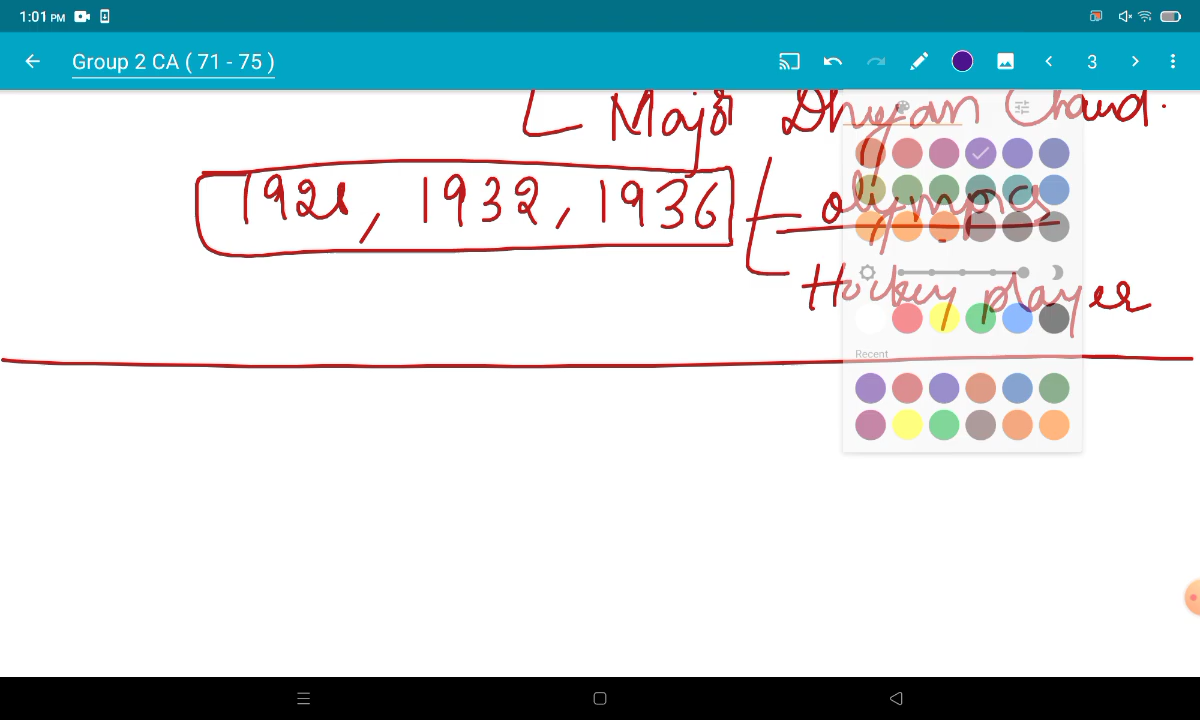 1:01 PM
Group 2 CA ( 71 - 75 )
3
Major Dhyan Chand.
1928, 1932, 1936
olympics
Hockey player
Recent